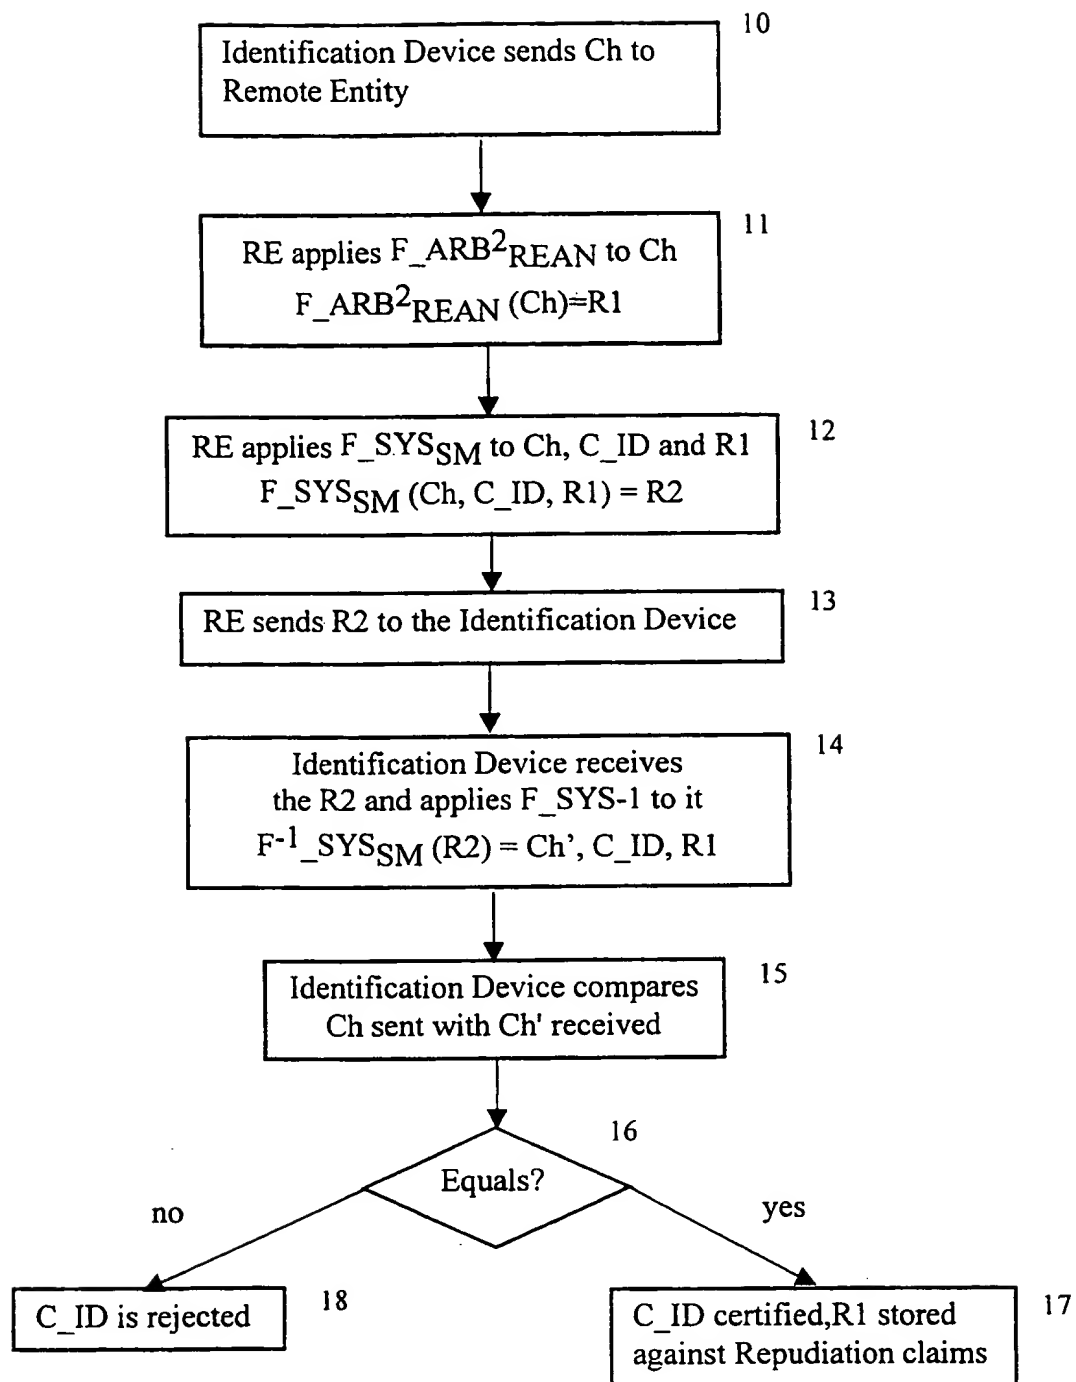 10
Identification Device sends Ch to
Remote Entity
11
RE applies F_ARB²REAN to Ch
F_ARB²REAN (Ch)=R1
12
RE applies F_SYSSM to Ch, C_ID and R1
F_SYSSM (Ch, C_ID, R1) = R2
13
RE sends R2 to the Identification Device
14
Identification Device receives
the R2 and applies F_SYS-1 to it
F⁻¹_SYSSM (R2) = Ch’, C_ID, R1
15
Identification Device compares
Ch sent with Ch' received
16
Equals?
no
yes
C_ID is rejected
18
C_ID certified,R1 stored
against Repudiation claims
17